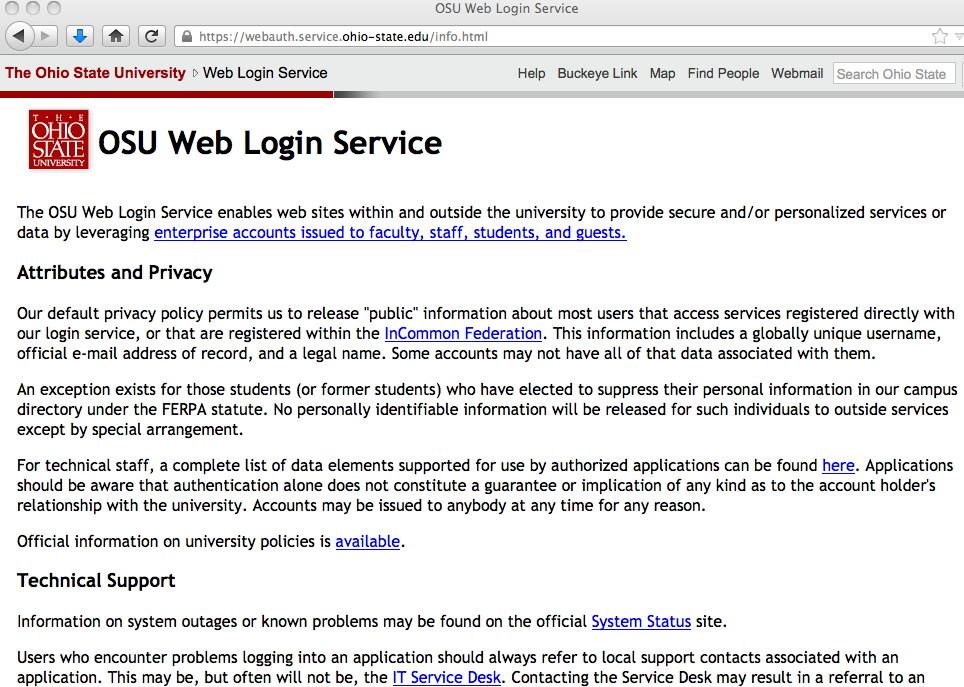 OSU Web Login Service
https://webauth.service.ohio-state.edu/info.html
The Ohio State University ▷ Web Login Service Help Buckeye Link Map Find People Webmail Search Ohio State
T · H · E
OHIO
STATE
UNIVERSITY
OSU Web Login Service
The OSU Web Login Service enables web sites within and outside the university to provide secure and/or personalized services or
data by leveraging enterprise accounts issued to faculty, staff, students, and guests.
Attributes and Privacy
Our default privacy policy permits us to release "public" information about most users that access services registered directly with
our login service, or that are registered within the InCommon Federation. This information includes a globally unique username,
official e-mail address of record, and a legal name. Some accounts may not have all of that data associated with them.
An exception exists for those students (or former students) who have elected to suppress their personal information in our campus
directory under the FERPA statute. No personally identifiable information will be released for such individuals to outside services
except by special arrangement.
For technical staff, a complete list of data elements supported for use by authorized applications can be found here. Applications
should be aware that authentication alone does not constitute a guarantee or implication of any kind as to the account holder's
relationship with the university. Accounts may be issued to anybody at any time for any reason.
Official information on university policies is available.
Technical Support
Information on system outages or known problems may be found on the official System Status site.
Users who encounter problems logging into an application should always refer to local support contacts associated with an
application. This may be, but often will not be, the IT Service Desk. Contacting the Service Desk may result in a referral to an